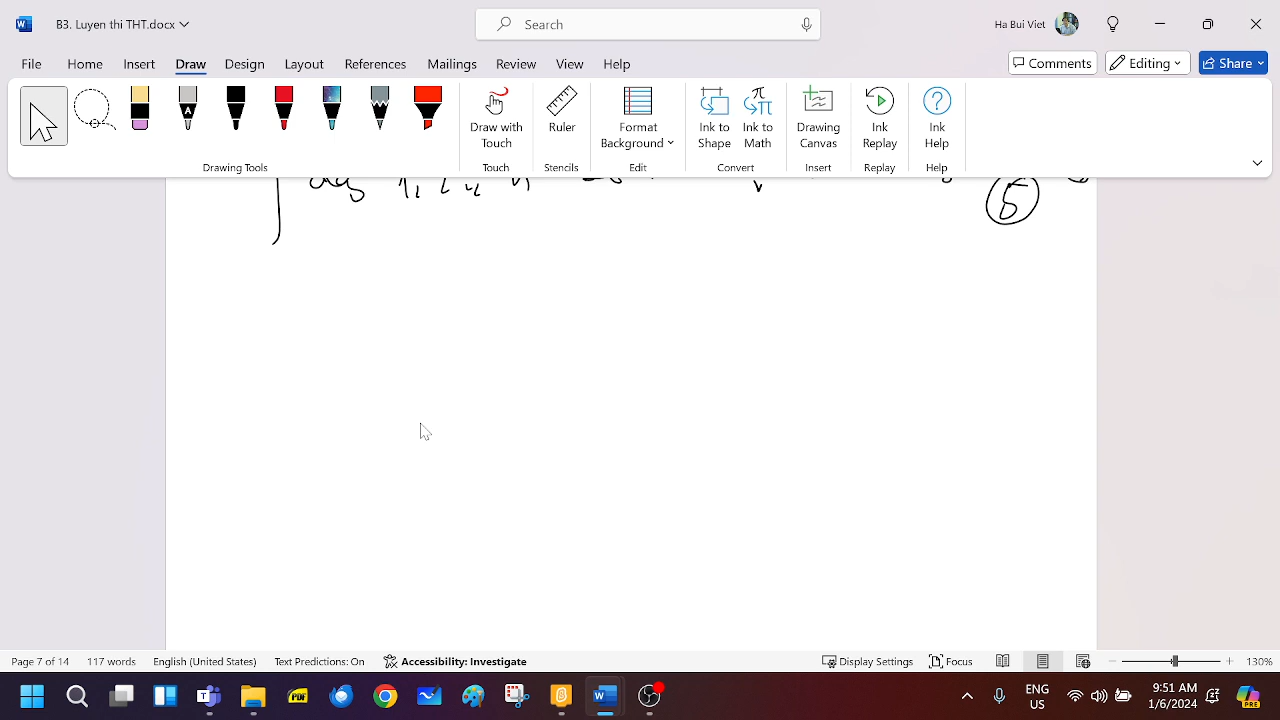 B3. Luyen thi THT.docx
Search
Ha Bui Viet
File Home Insert Draw Design Layout References Mailings Review View Help
Comments Editing Share
A
Draw with Touch
Ruler
Format Background
Ink to Shape
Ink to Math
Drawing Canvas
Ink Replay
Ink Help
Drawing Tools Touch Stencils Edit Convert Insert Replay Help
5
Page 7 of 14 117 words English (United States) Text Predictions: On Accessibility: Investigate Display Settings Focus 130%
ENG US
9:51 AM
1/6/2024
PDF
PRE